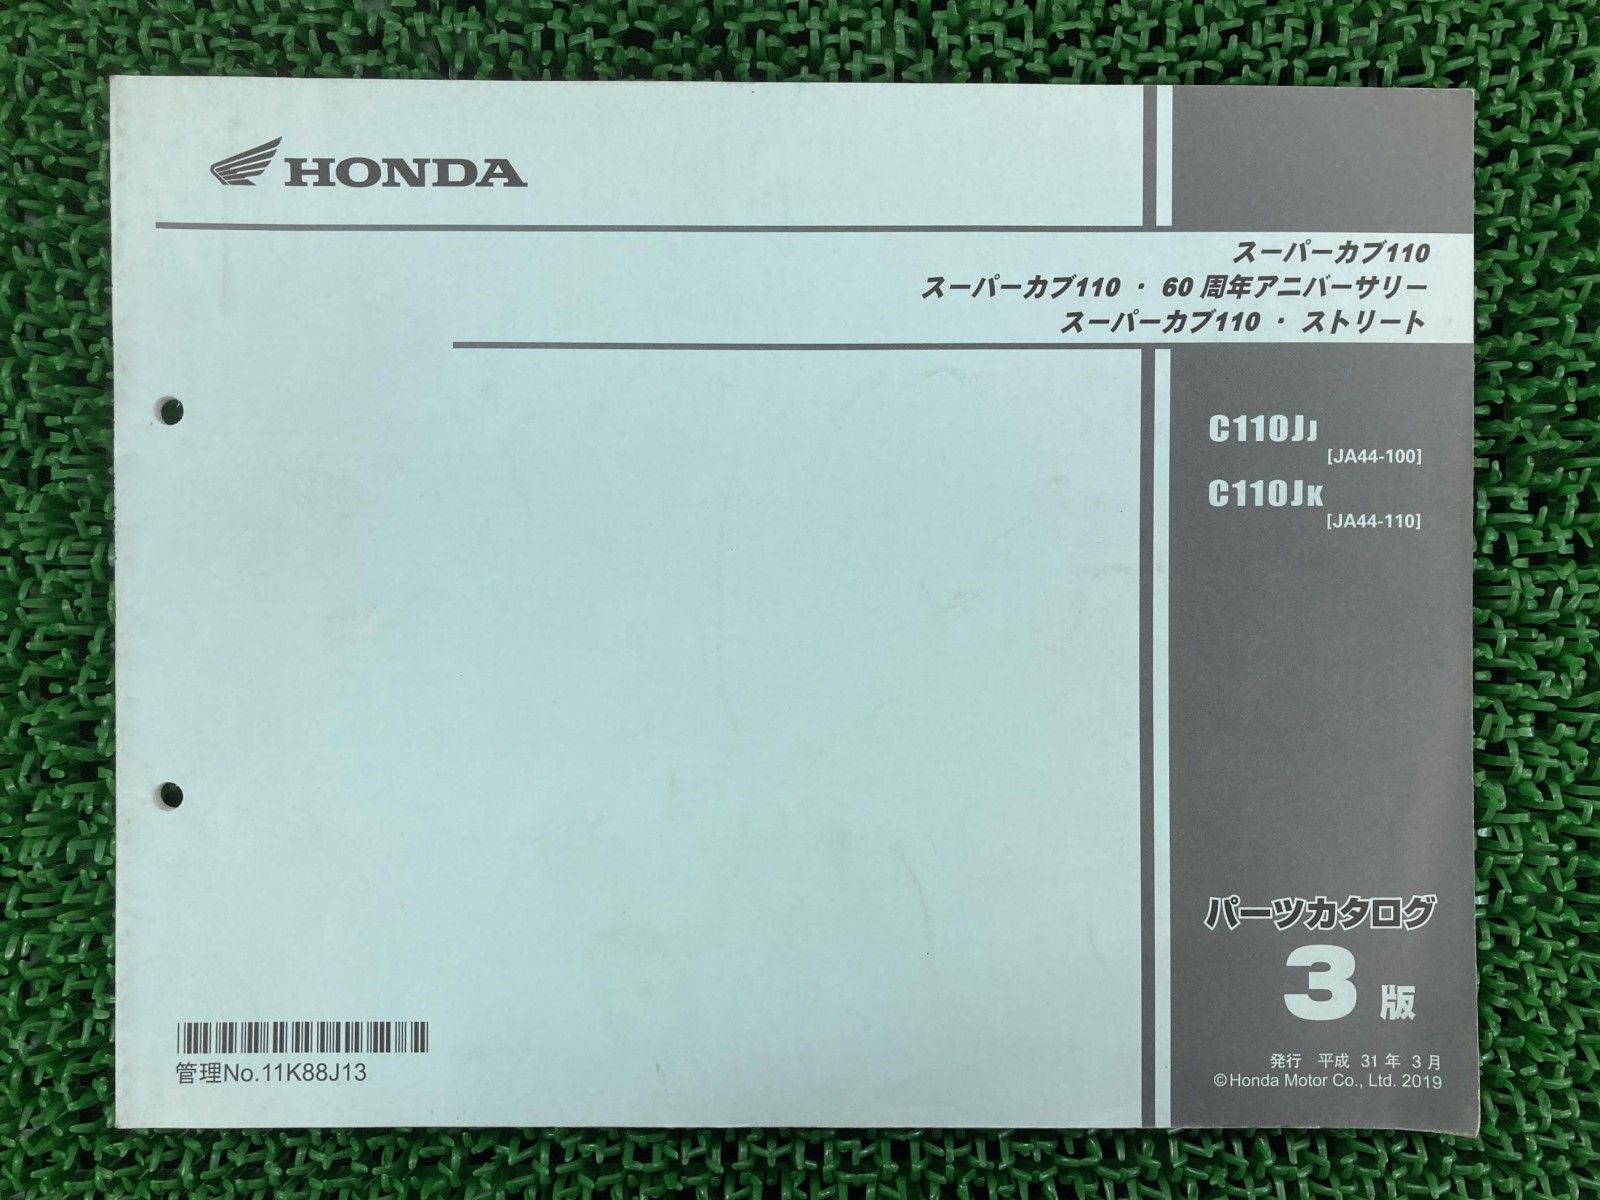 HONDA
スーパーカブ110
スーパーカブ110 ・ 60 周年アニバーサリー
スーパーカブ110 ・ ストリート
C110JJ
[JA44-100]
C110JK
[JA44-110]
パーツカタログ
3 版
発行 平成 31 年 3 月
©Honda Motor Co., Ltd. 2019
管理No.11K88J13